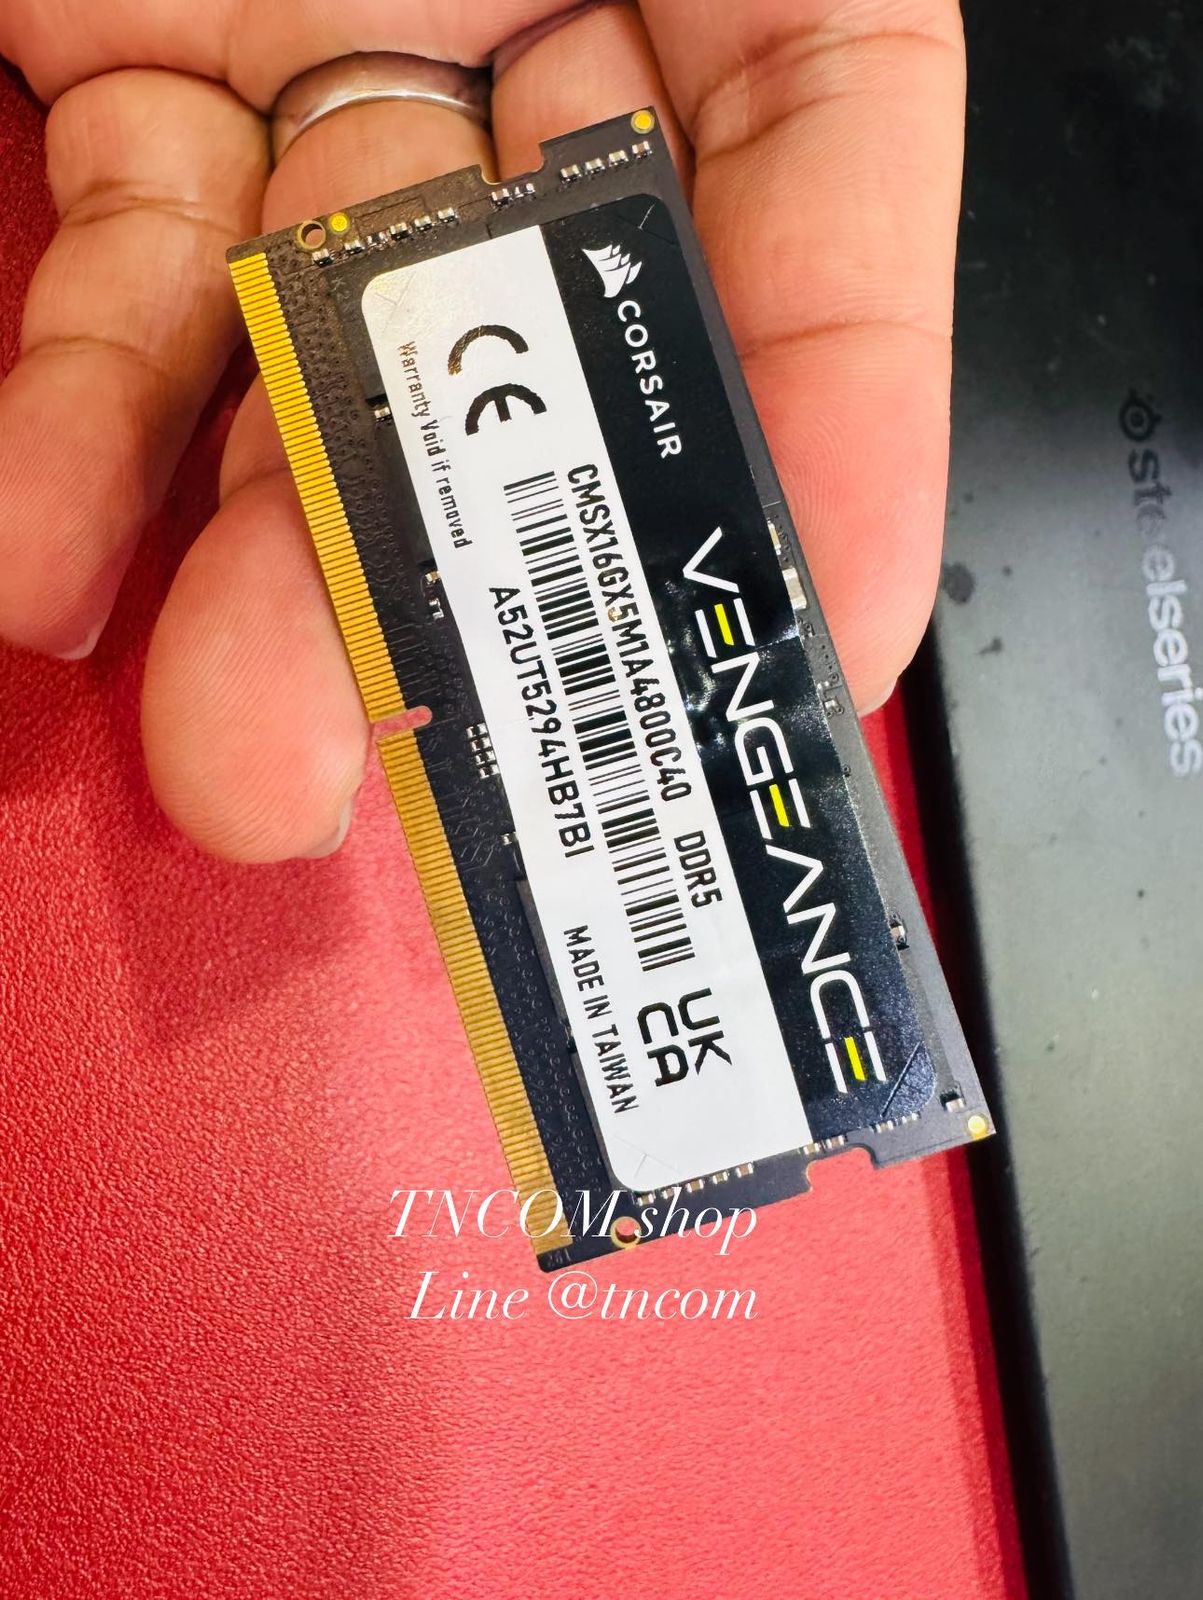 CORSAIR
VENGEANCE
CMSX16GX5M1A4800C40 DDR5
A52UT5294HB7BI
Warranty Void if removed
MADE IN TAIWAN
CE
UK
CA
steelseries
TNCOM shop
Line @tncom